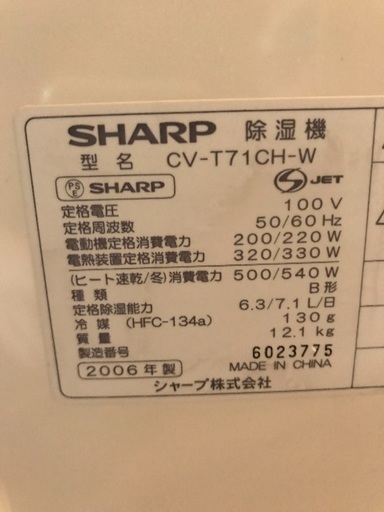 SHARP 除湿機
型名 CV-T71CH-W
PS E SHARP JET
定格電圧 100 V
定格周波数 50/60 Hz
電動機定格消費電力 200/220 W
電熱装置定格消費電力 320/330 W
(ヒート速乾/冬)消費電力 500/540 W
種類 B 形
定格除湿能力 6.3/7.1 L/日
冷媒 (HFC-134a) 130 g
質量 12.1 kg
製造番号 6023775
2006年製 MADE IN CHINA
シャープ株式会社